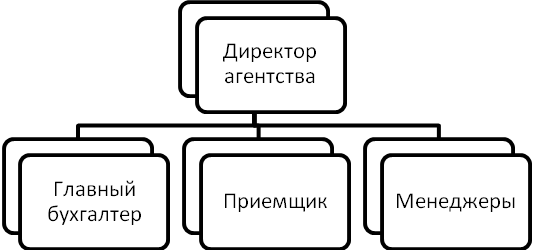 Директор
агентства
Главный
бухгалтер
Приемщик
Менеджеры